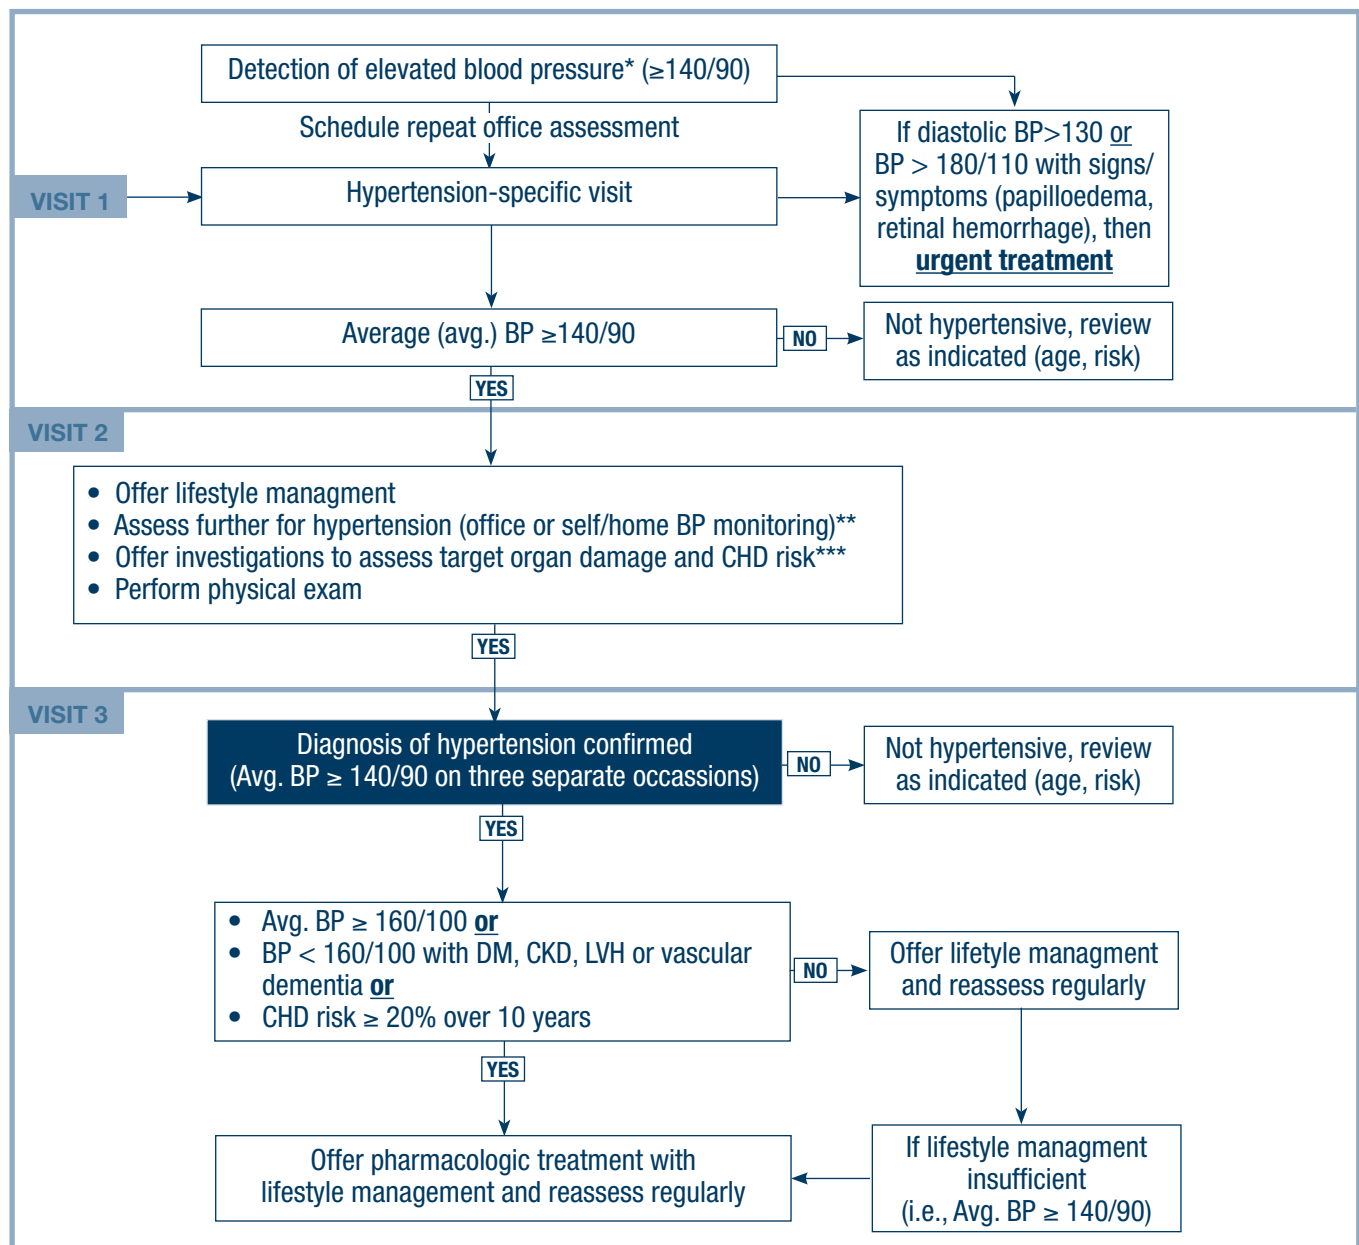 Detection of elevated blood pressure* (≥140/90)
Schedule repeat office assessment
If diastolic BP>130 or
BP > 180/110 with signs/
symptoms (papilloedema,
retinal hemorrhage), then
urgent treatment
VISIT 1
Hypertension-specific visit
Average (avg.) BP ≥140/90
NO
Not hypertensive, review
as indicated (age, risk)
YES
VISIT 2
• Offer lifestyle managment
• Assess further for hypertension (office or self/home BP monitoring)**
• Offer investigations to assess target organ damage and CHD risk***
• Perform physical exam
YES
VISIT 3
Diagnosis of hypertension confirmed
(Avg. BP ≥ 140/90 on three separate occassions)
NO
Not hypertensive, review
as indicated (age, risk)
YES
• Avg. BP ≥ 160/100 or
• BP < 160/100 with DM, CKD, LVH or vascular
dementia or
• CHD risk ≥ 20% over 10 years
NO
Offer lifetyle managment
and reassess regularly
YES
Offer pharmacologic treatment with
lifestyle management and reassess regularly
If lifestyle managment
insufficient
(i.e., Avg. BP ≥ 140/90)